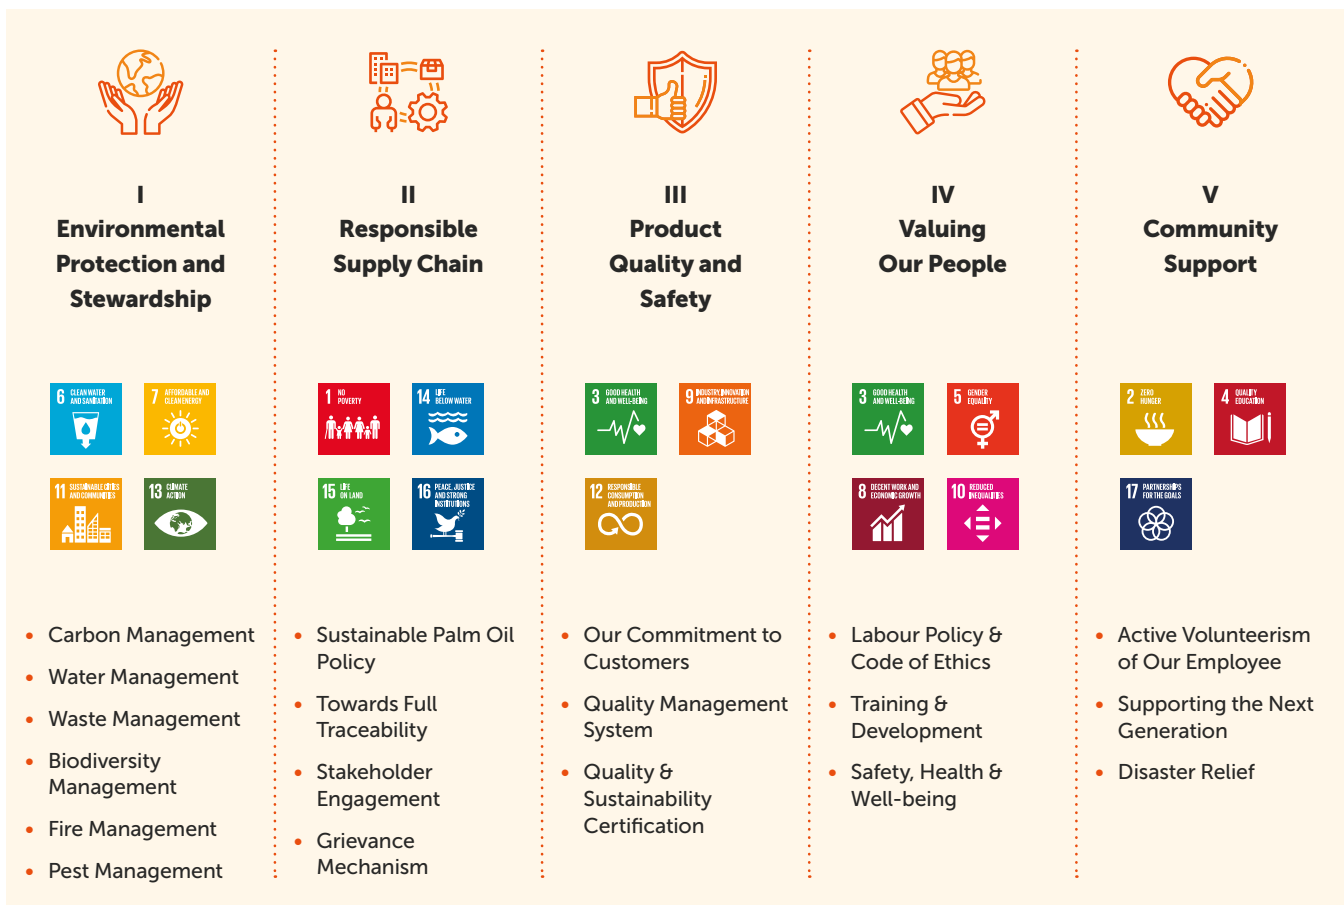 I
Environmental
Protection and
Stewardship
6 CLEAN WATER
AND SANITATION
7 AFFORDABLE AND
CLEAN ENERGY
11 SUSTAINABLE CITIES
AND COMMUNITIES
13 CLIMATE
ACTION
• Carbon Management
• Water Management
• Waste Management
• Biodiversity
Management
• Fire Management
• Pest Management
II
Responsible
Supply Chain
1 NO
POVERTY
14 LIFE
BELOW WATER
15 LIFE
ON LAND
16 PEACE, JUSTICE
AND STRONG
INSTITUTIONS
• Sustainable Palm Oil
Policy
• Towards Full
Traceability
• Stakeholder
Engagement
• Grievance
Mechanism
III
Product
Quality and
Safety
3 GOOD HEALTH
AND WELL-BEING
9 INDUSTRY, INNOVATION
AND INFRASTRUCTURE
12 RESPONSIBLE
CONSUMPTION
AND PRODUCTION
• Our Commitment to
Customers
• Quality Management
System
• Quality &
Sustainability
Certification
IV
Valuing
Our People
3 GOOD HEALTH
AND WELL-BEING
5 GENDER
EQUALITY
8 DECENT WORK AND
ECONOMIC GROWTH
10 REDUCED
INEQUALITIES
• Labour Policy &
Code of Ethics
• Training &
Development
• Safety, Health &
Well-being
V
Community
Support
2 ZERO
HUNGER
4 QUALITY
EDUCATION
17 PARTNERSHIPS
FOR THE GOALS
• Active Volunteerism
of Our Employee
• Supporting the Next
Generation
• Disaster Relief